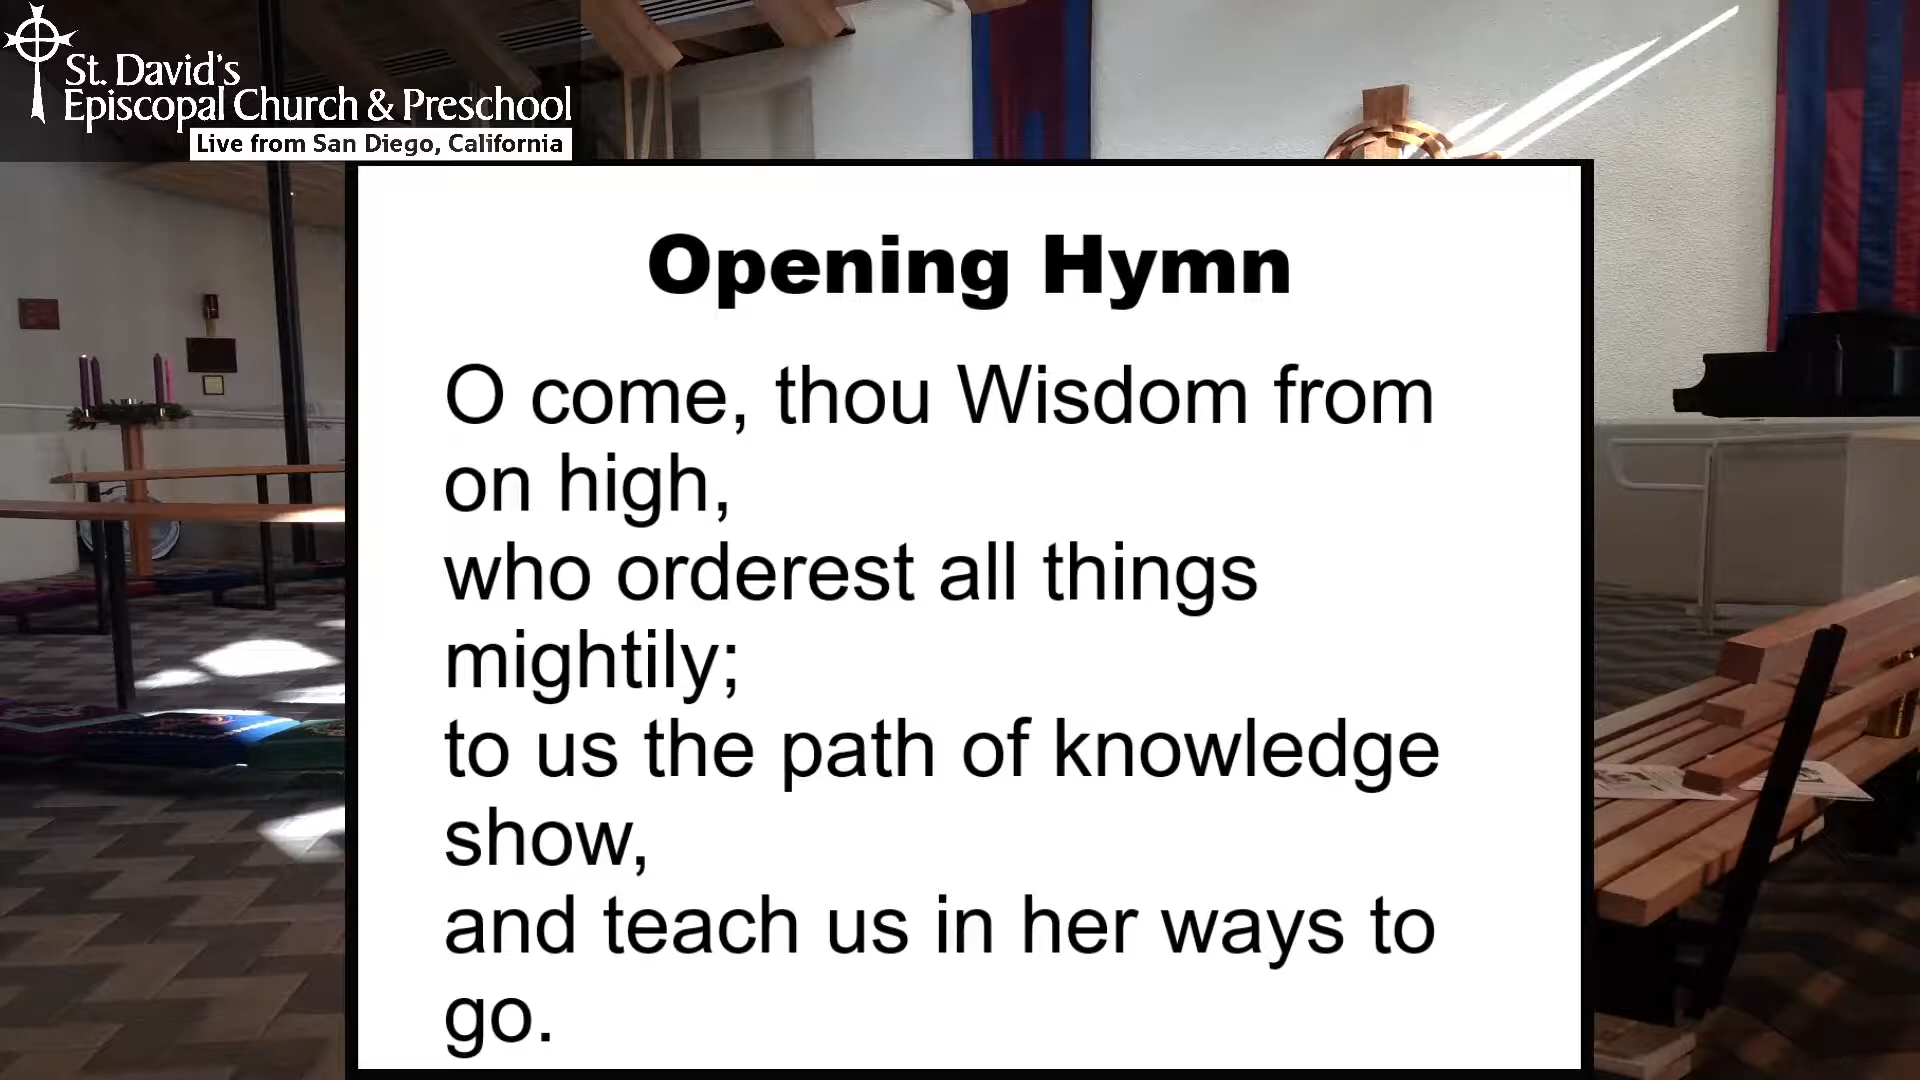 St. David's
Episcopal Church & Preschool
Live from San Diego, California
Opening Hymn
O come, thou Wisdom from
on high,
who orderest all things
mightily;
to us the path of knowledge
show,
and teach us in her ways to
go.